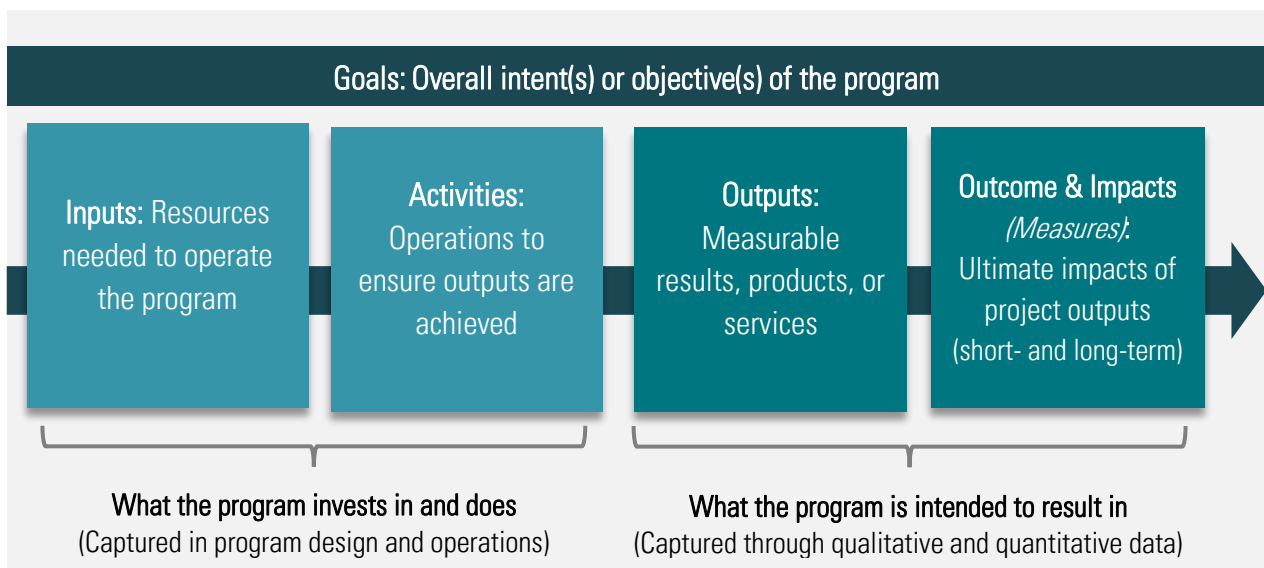 Goals: Overall intent(s) or objective(s) of the program
Inputs: Resources
needed to operate
the program
Activities:
Operations to
ensure outputs are
achieved
Outputs:
Measurable
results, products, or
services
Outcome & Impacts
(Measures):
Ultimate impacts of
project outputs
(short- and long-term)
What the program invests in and does
(Captured in program design and operations)
What the program is intended to result in
(Captured through qualitative and quantitative data)